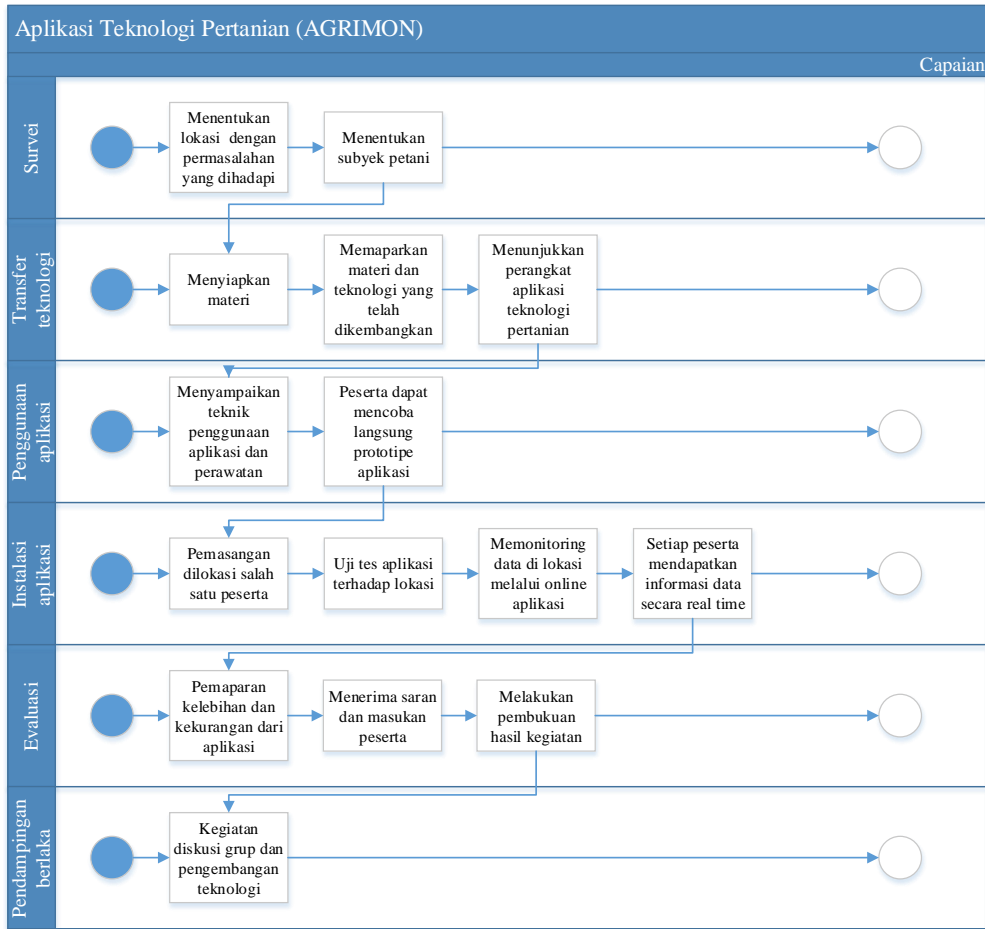 Aplikasi Teknologi Pertanian (AGRIMON)
Capaian
Survei
Menentukan
lokasi dengan
permasalahan
yang dihadapi
Menentukan
subyek petani
Transfer
teknologi
Menyiapkan
materi
Memaparkan
materi dan
teknologi yang
telah
dikembangkan
Menunjukkan
perangkat
aplikasi
teknologi
pertanian
Penggunaan
aplikasi
Menyampaikan
teknik
penggunaan
aplikasi dan
perawatan
Peserta dapat
mencoba
langsung
prototipe
aplikasi
Instalasi
aplikasi
Pemasangan
dilokasi salah
satu peserta
Uji tes aplikasi
terhadap lokasi
Memonitoring
data di lokasi
melalui online
aplikasi
Setiap peserta
mendapatkan
informasi data
secara real time
Evaluasi
Pemaparan
kelebihan dan
kekurangan dari
aplikasi
Menerima saran
dan masukan
peserta
Melakukan
pembukuan
hasil kegiatan
Pendampingan
berlaka
Kegiatan
diskusi grup dan
pengembangan
teknologi